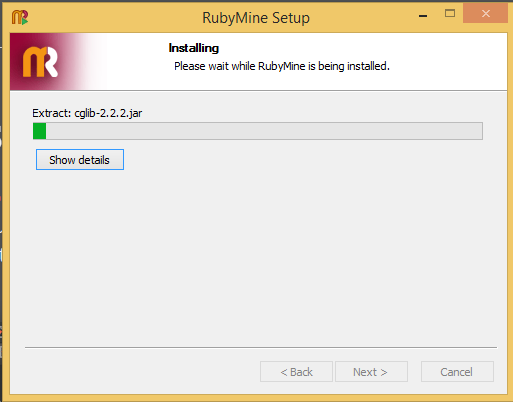 RubyMine Setup
Installing
Please wait while RubyMine is being installed.
Extract: cglib-2.2.2.jar
Show details
< Back
Next >
Cancel